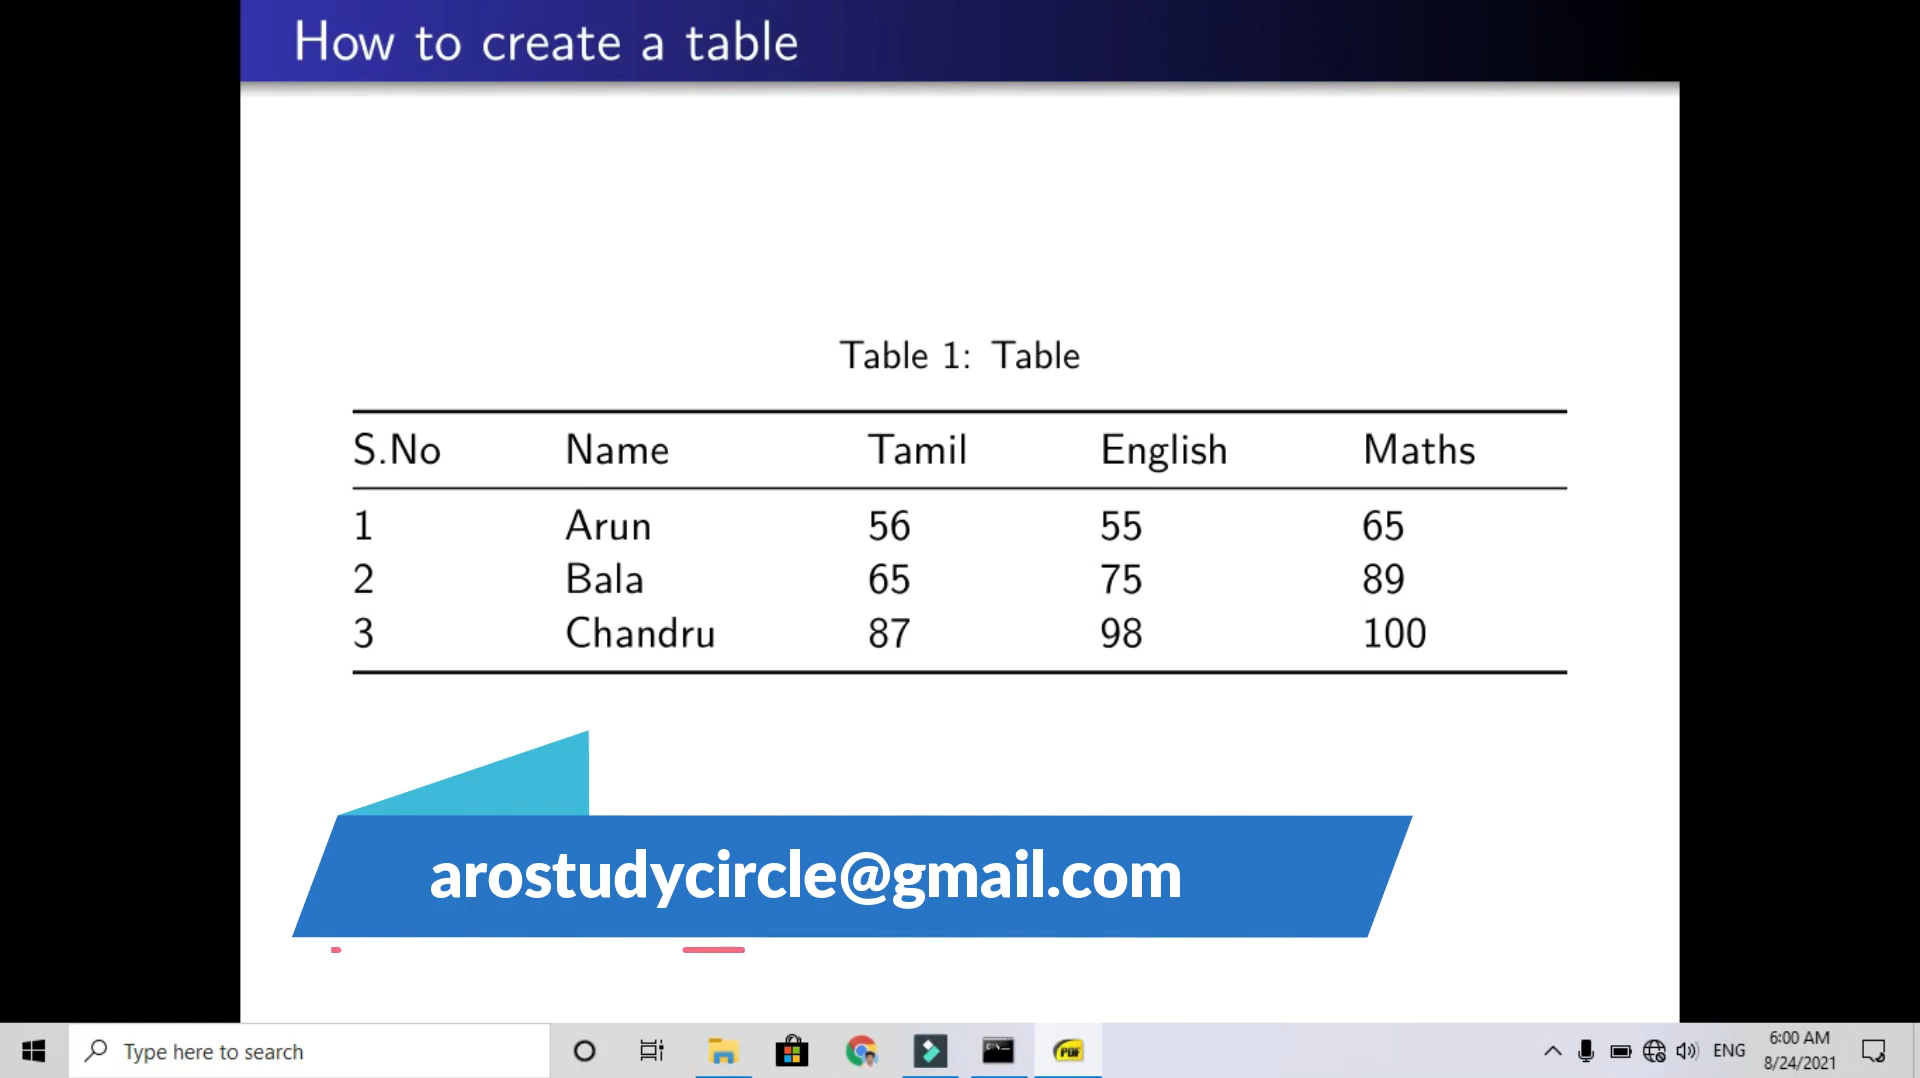 How to create a table
Table 1: Table
S.No Name Tamil English Maths
1 Arun 56 55 65
2 Bala 65 75 89
3 Chandru 87 98 100
arostudycircle@gmail.com
Type here to search
PDF
ENG
6:00 AM
8/24/2021